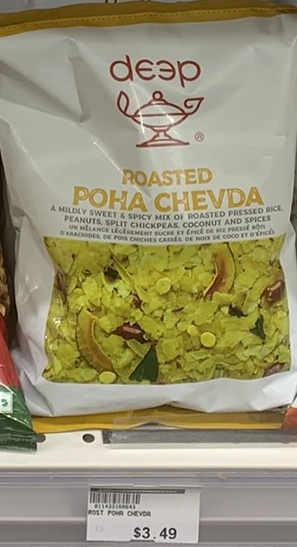 deep
®
ROASTED
POHA CHEVDA
A MILDLY SWEET & SPICY MIX OF ROASTED PRESSED RICE,
PEANUTS, SPLIT CHICKPEAS, COCONUT AND SPICES
UN MÉLANGE LÉGÈREMENT SUCRE ET ÉPICÉ DE RIZ PRESSÉ RÔTI,
D'ARACHIDES, DE POIS CHICHES CASSÉS, DE NOIX DE COCO ET D'ÉPICES
011433160643
ROST POHA CHEVDA
$3.49